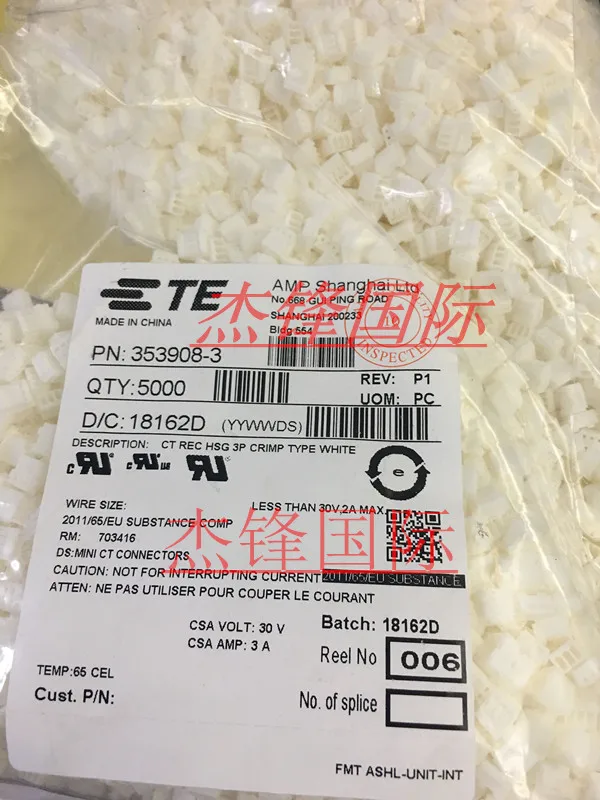 TE
AMP Shanghai Ltd
No.668 GUI PING ROAD
SHANGHAI 200233
Bldg 554
MADE IN CHINA
杰锋国际
INSPECTED
PN: 353908-3
QTY: 5000
REV: P1
UOM: PC
D/C: 18162D (YYWWDS)
DESCRIPTION: CT REC HSG 3P CRIMP TYPE WHITE
WIRE SIZE:
LESS THAN 30V,2A MAX
2011/65/EU SUBSTANCE COMP
RM: 703416
杰锋国际
DS:MINI CT CONNECTORS
CAUTION: NOT FOR INTERRUPTING CURRENT
2011/65/EU SUBSTANCE
ATTEN: NE PAS UTILISER POUR COUPER LE COURANT
CSA VOLT: 30 V
Batch: 18162D
CSA AMP: 3 A
Reel No 006
TEMP:65 CEL
Cust. P/N:
No. of splice
FMT ASHL-UNIT-INT